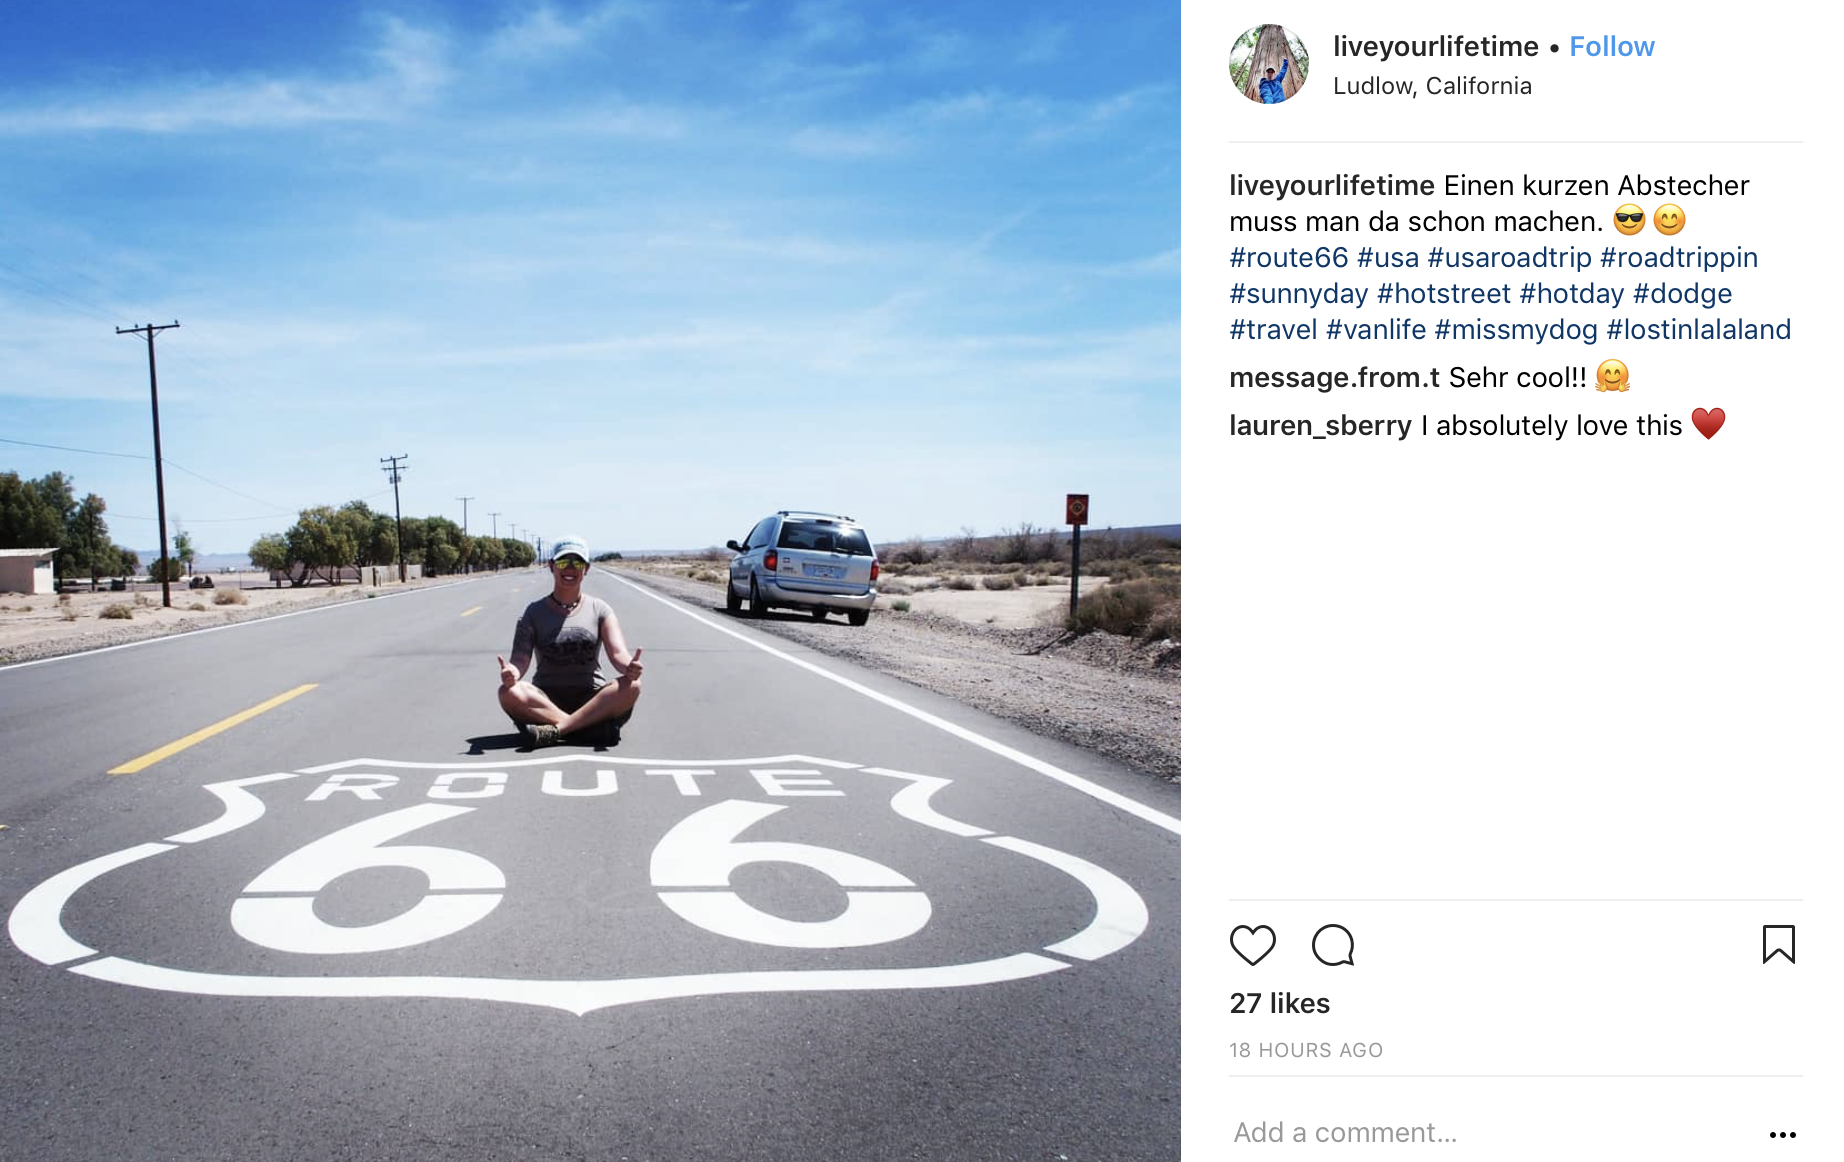 liveyourlifetime • Follow
Ludlow, California
liveyourlifetime Einen kurzen Abstecher
muss man da schon machen. 😎😊
#route66 #usa #usaroadtrip #roadtrippin
#sunnyday #hotstreet #hotday #dodge
#travel #vanlife #missmydog #lostinlalaland
message.from.t Sehr cool!! 🤗
lauren_sberry I absolutely love this ♥️
27 likes
18 HOURS AGO
Add a comment...
ROUTE
66